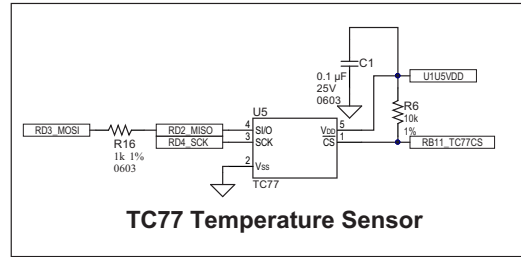 C1
0.1 µF
25V
0603
U1U5VDD
R6
10k
1%
U5
RD3_MOSI
RD2_MISO
4
SI/O
VDD
5
RD4_SCK
3
SCK
CS
1
RB11_TC77CS
R16
1k 1%
0603
2
VSS
TC77
TC77 Temperature Sensor